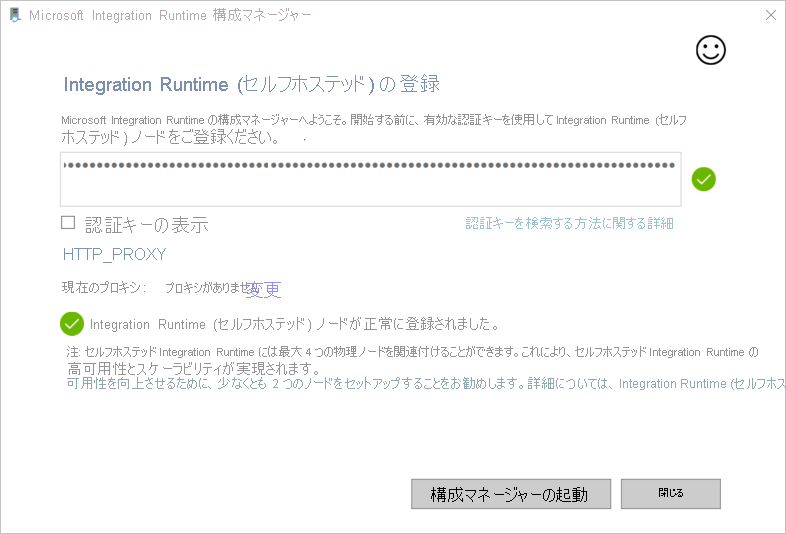 Microsoft Integration Runtime 構成マネージャー
Integration Runtime (セルフホステッド) の登録
Microsoft Integration Runtime の構成マネージャーへようこそ。開始する前に、有効な認証キーを使用して Integration Runtime (セルフ
ホステッド) ノードをご登録ください。
認証キーの表示
認証キーを検索する方法に関する詳細
HTTP_PROXY
現在のプロキシ: プロキシがありません 変更
Integration Runtime (セルフホステッド) ノードが正常に登録されました。
注: セルフホステッド Integration Runtime には最大 4 つの物理ノードを関連付けることができます。これにより、セルフホステッド Integration Runtime の
高可用性とスケーラビリティが実現されます。
可用性を向上させるために、少なくとも 2 つのノードをセットアップすることをお勧めします。詳細については、Integration Runtime (セルフホス
構成マネージャーの起動
閉じる